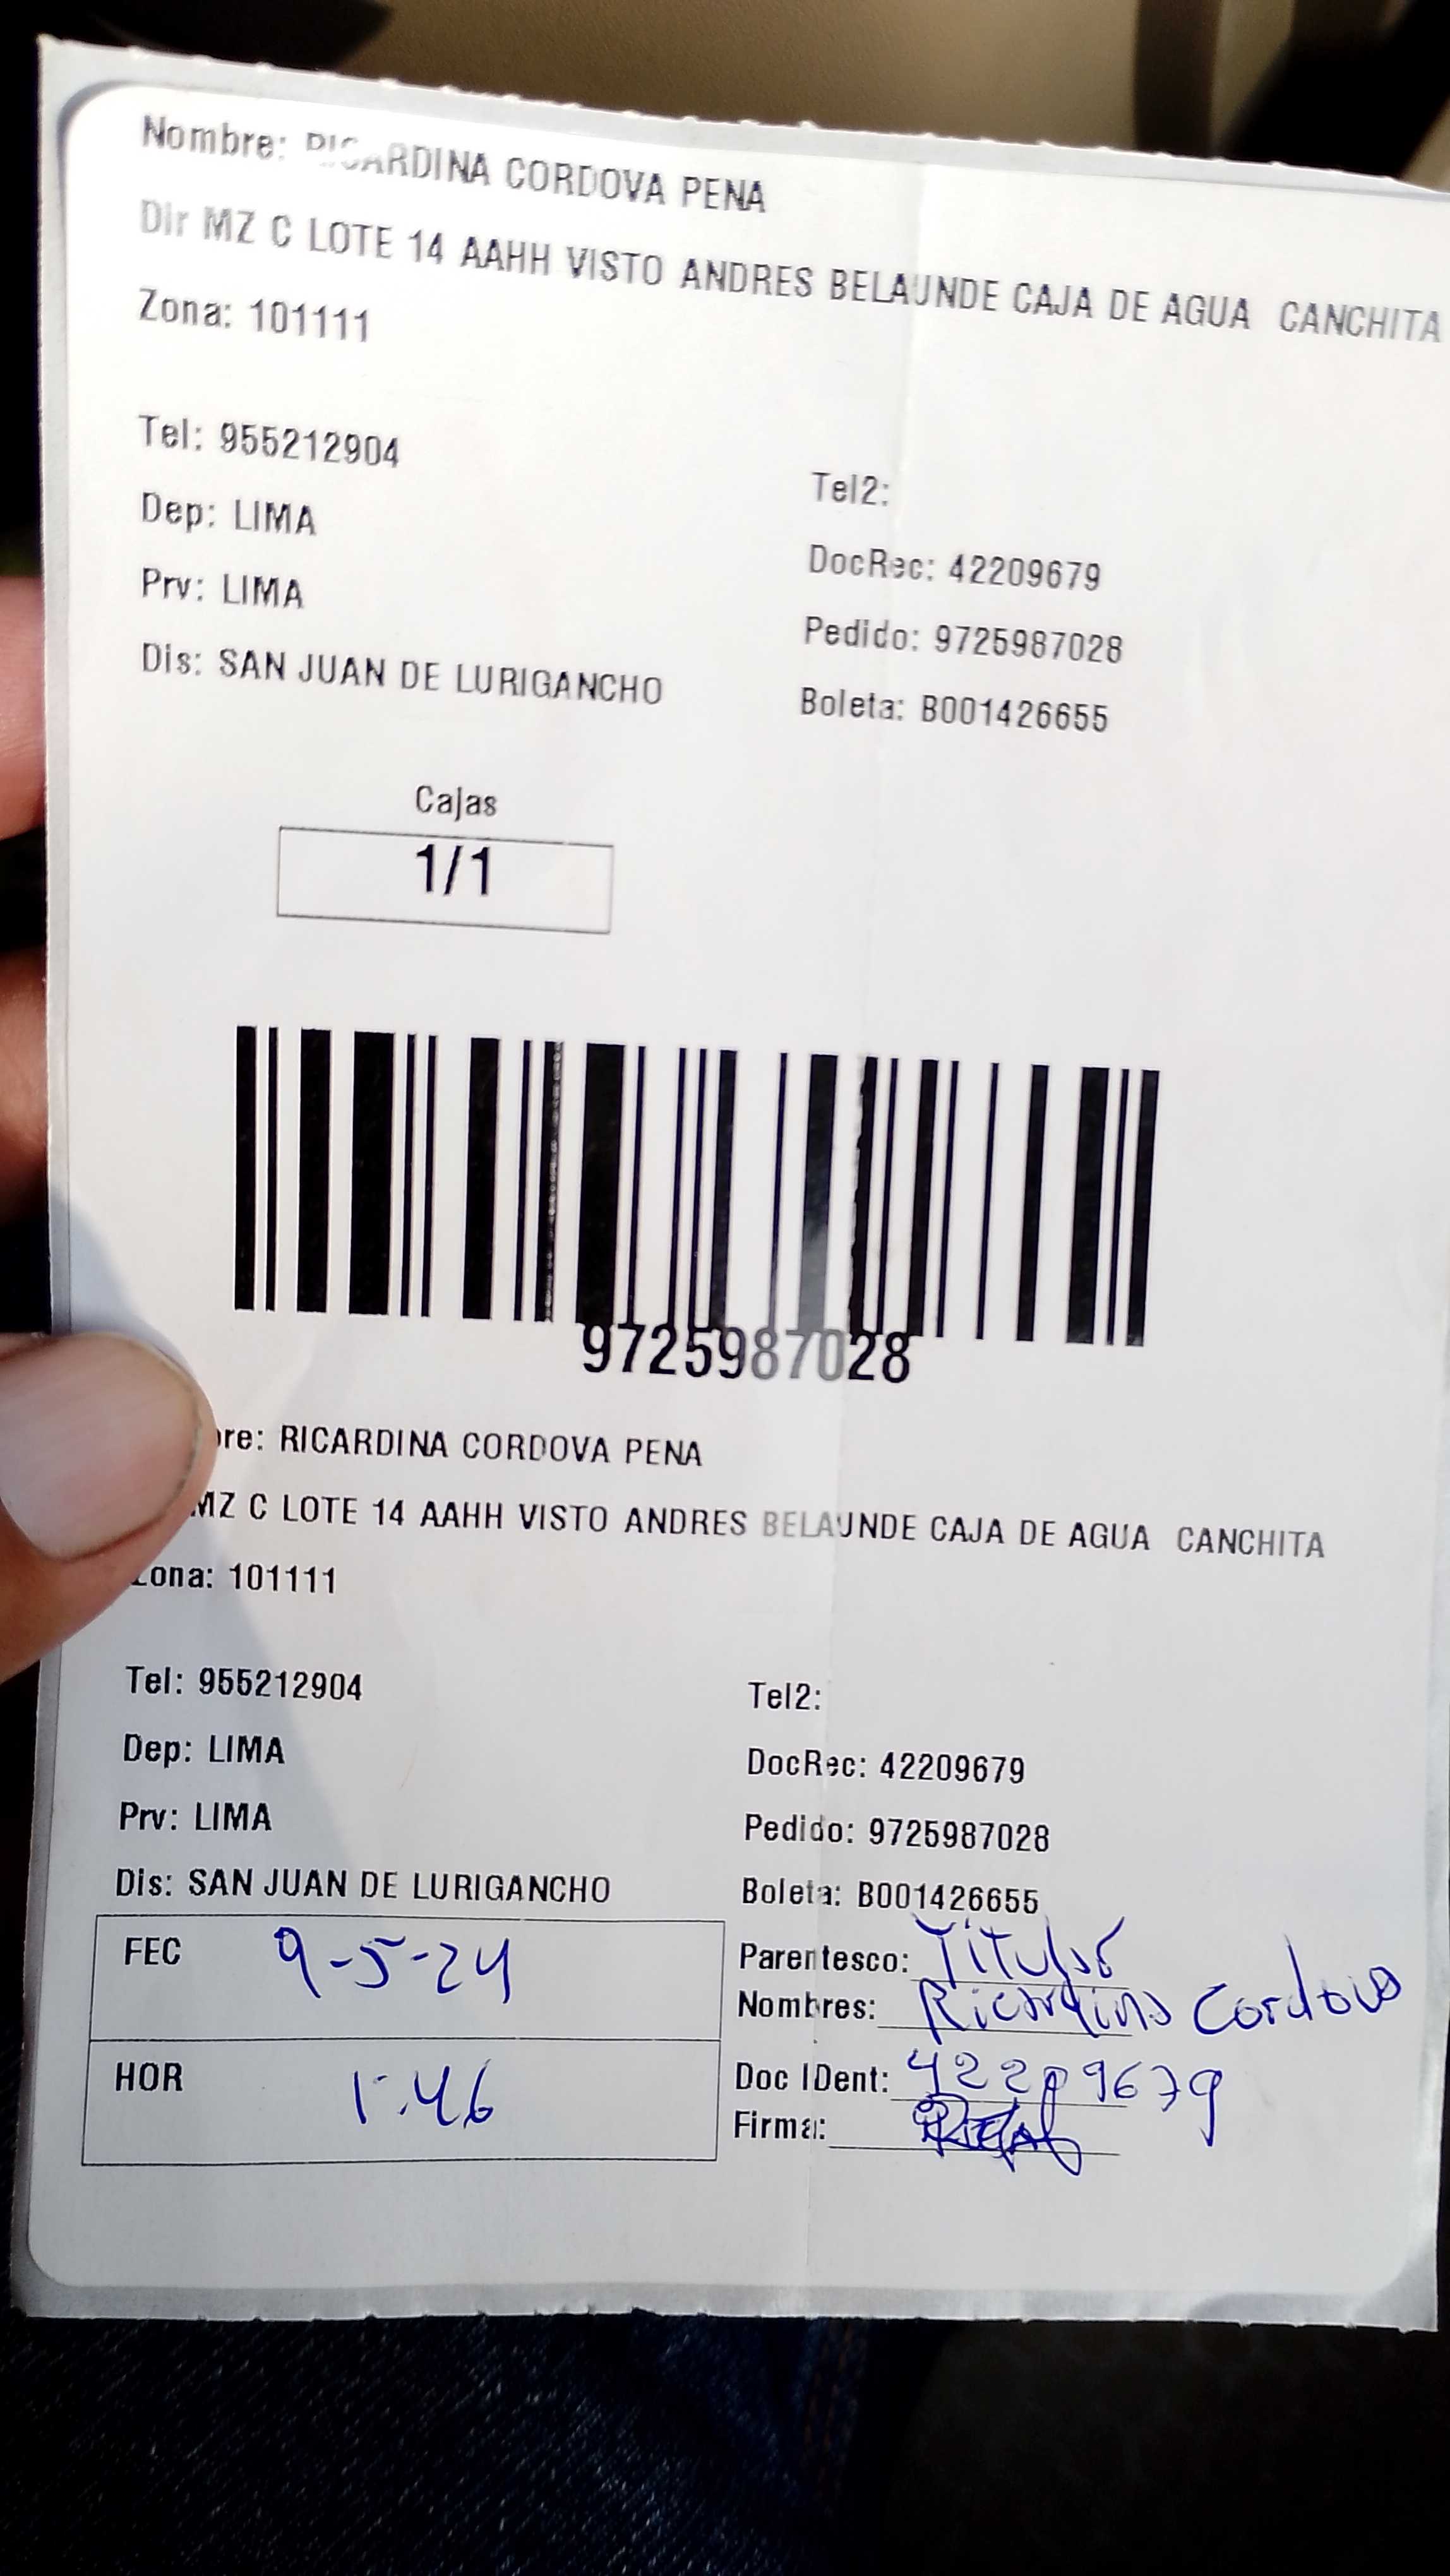 Nombre: RICARDINA CORDOVA PENA
Dir MZ C LOTE 14 AAHH VISTO ANDRES BELAUNDE CAJA DE AGUA CANCHITA
Zona: 101111
Tel: 955212904
Tel2:
Dep: LIMA
DocRec: 42209679
Prv: LIMA
Pedido: 9725987028
Dis: SAN JUAN DE LURIGANCHO
Boleta: B001426655
Cajas
1/1
9725987028
bre: RICARDINA CORDOVA PENA
MZ C LOTE 14 AAHH VISTO ANDRES BELAUNDE CAJA DE AGUA CANCHITA
Zona: 101111
Tel: 955212904
Tel2:
Dep: LIMA
DocRec: 42209679
Prv: LIMA
Pedido: 9725987028
Dis: SAN JUAN DE LURIGANCHO
Boleta: B001426655
FEC 9-5-24
Parentesco: Titular
Nombres: Ricardina Cordova
HOR 1:46
Doc IDent: 42209679
Firma: